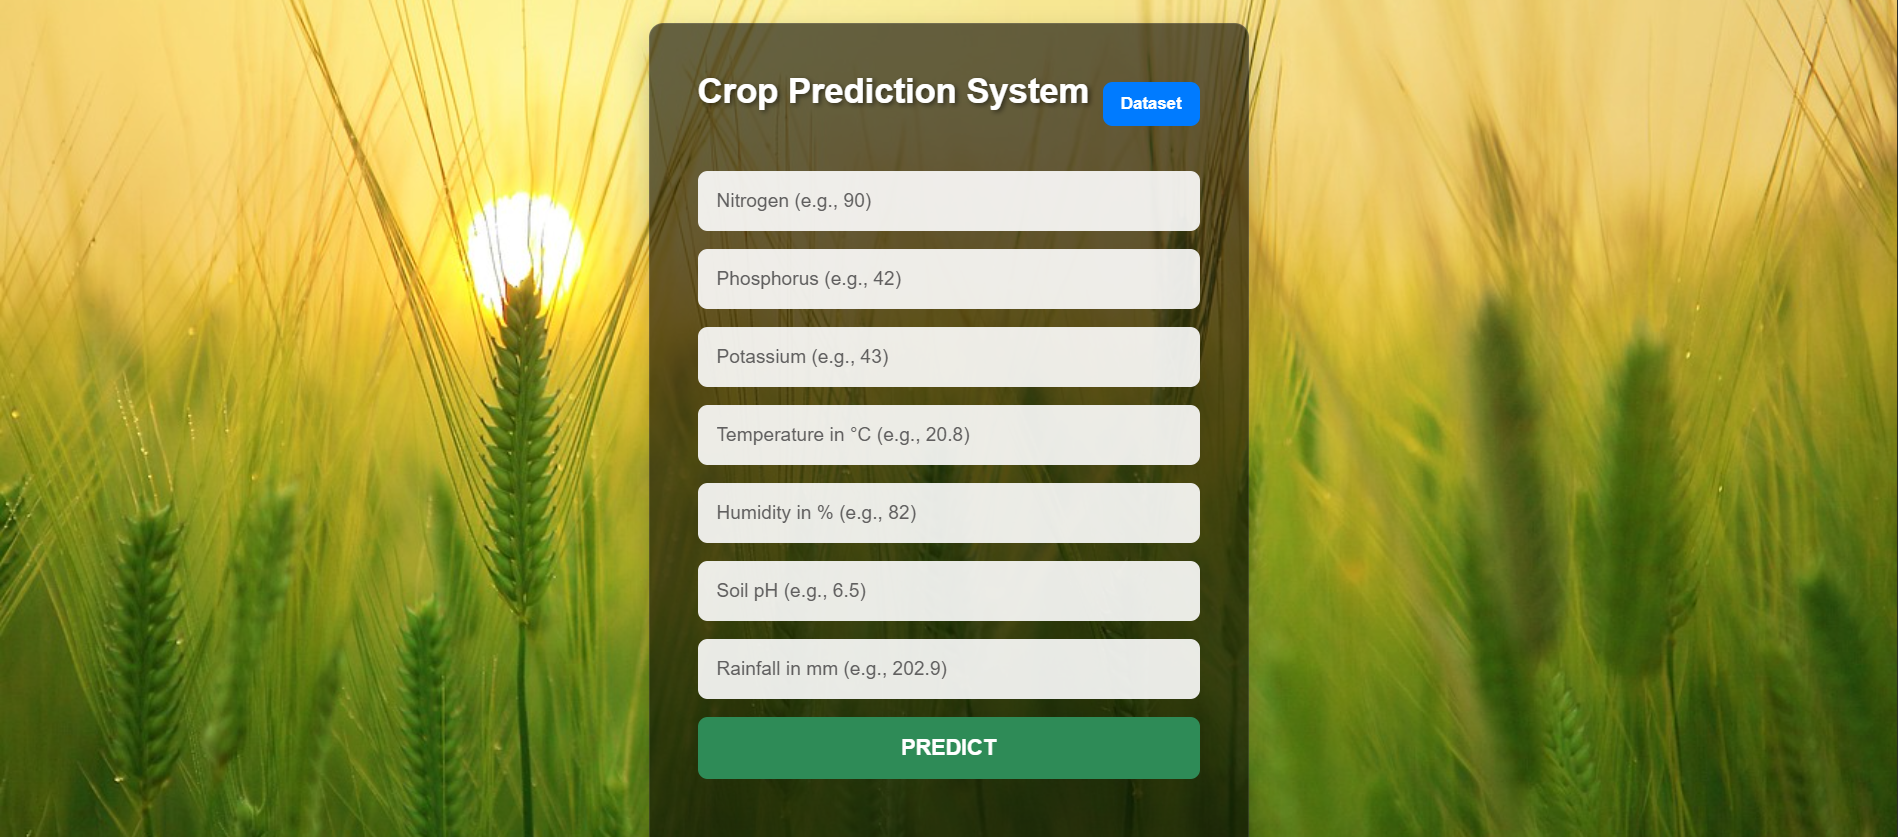 Crop Prediction System
Dataset
Nitrogen (e.g., 90)
Phosphorus (e.g., 42)
Potassium (e.g., 43)
Temperature in °C (e.g., 20.8)
Humidity in % (e.g., 82)
Soil pH (e.g., 6.5)
Rainfall in mm (e.g., 202.9)
PREDICT